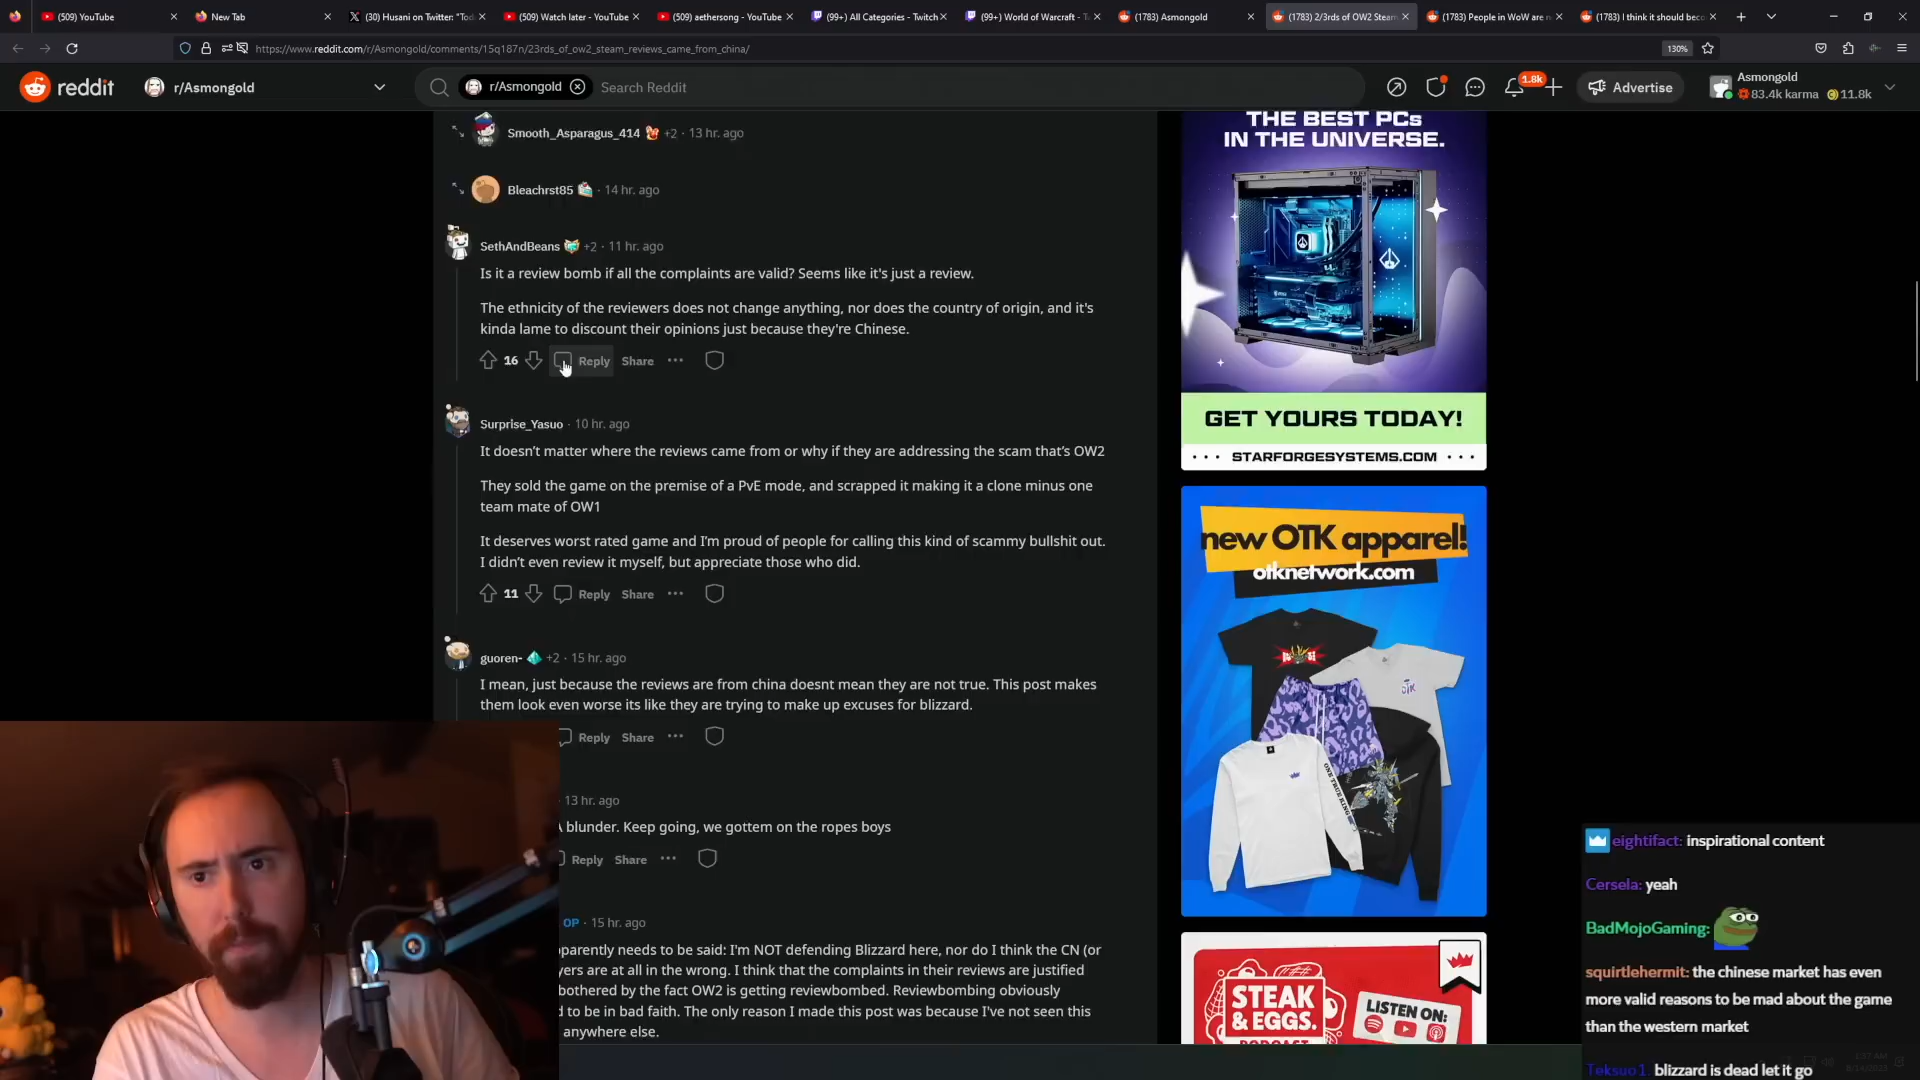 (509) YouTube
New Tab
(30) Husani on Twitter: "Tod
(509) Watch later - YouTube
(509) aethersong - YouTube
(99+) All Categories - Twitch
(99+) World of Warcraft - T
(1783) Asmongold
(1783) 2/3rds of OW2 Steam
(1783) People in WoW are n
(1783) I think it should bec
https://www.reddit.com/r/Asmongold/comments/15q187n/23rds_of_ow2_steam_reviews_came_from_china/
130%
reddit
r/Asmongold
r/Asmongold
Search Reddit
1.8k
Advertise
Asmongold
83.4k karma 11.8k
Smooth_Asparagus_414 +2 · 13 hr. ago
Bleachrst85 · 14 hr. ago
SethAndBeans +2 · 11 hr. ago
Is it a review bomb if all the complaints are valid? Seems like it's just a review.
The ethnicity of the reviewers does not change anything, nor does the country of origin, and it's
kinda lame to discount their opinions just because they're Chinese.
16 Reply Share ···
Surprise_Yasuo · 10 hr. ago
It doesn't matter where the reviews came from or why if they are addressing the scam that's OW2
They sold the game on the premise of a PvE mode, and scrapped it making it a clone minus one
team mate of OW1
It deserves worst rated game and I'm proud of people for calling this kind of scammy bullshit out.
I didn't even review it myself, but appreciate those who did.
11 Reply Share ···
guoren- +2 · 15 hr. ago
I mean, just because the reviews are from china doesnt mean they are not true. This post makes
them look even worse its like they are trying to make up excuses for blizzard.
Reply Share ···
13 hr. ago
A blunder. Keep going, we gottem on the ropes boys
Reply Share ···
OP · 15 hr. ago
pparently needs to be said: I'm NOT defending Blizzard here, nor do I think the CN (or
yers are at all in the wrong. I think that the complaints in their reviews are justified
bothered by the fact OW2 is getting reviewbombed. Reviewbombing obviously
d to be in bad faith. The only reason I made this post was because I've not seen this
anywhere else.
THE BEST PCs
IN THE UNIVERSE.
GET YOURS TODAY!
··· STARFORGESYSTEMS.COM ···
new OTK apparel!
otknetwork.com
OTK
ONE TRUE KING
STEAK
& EGGS.
PODCAST
LISTEN ON:
eightifact: inspirational content
Cersela: yeah
BadMojoGaming:
squirtlehermit: the chinese market has even
more valid reasons to be mad about the game
than the western market
Toksuo1: blizzard is dead let it go